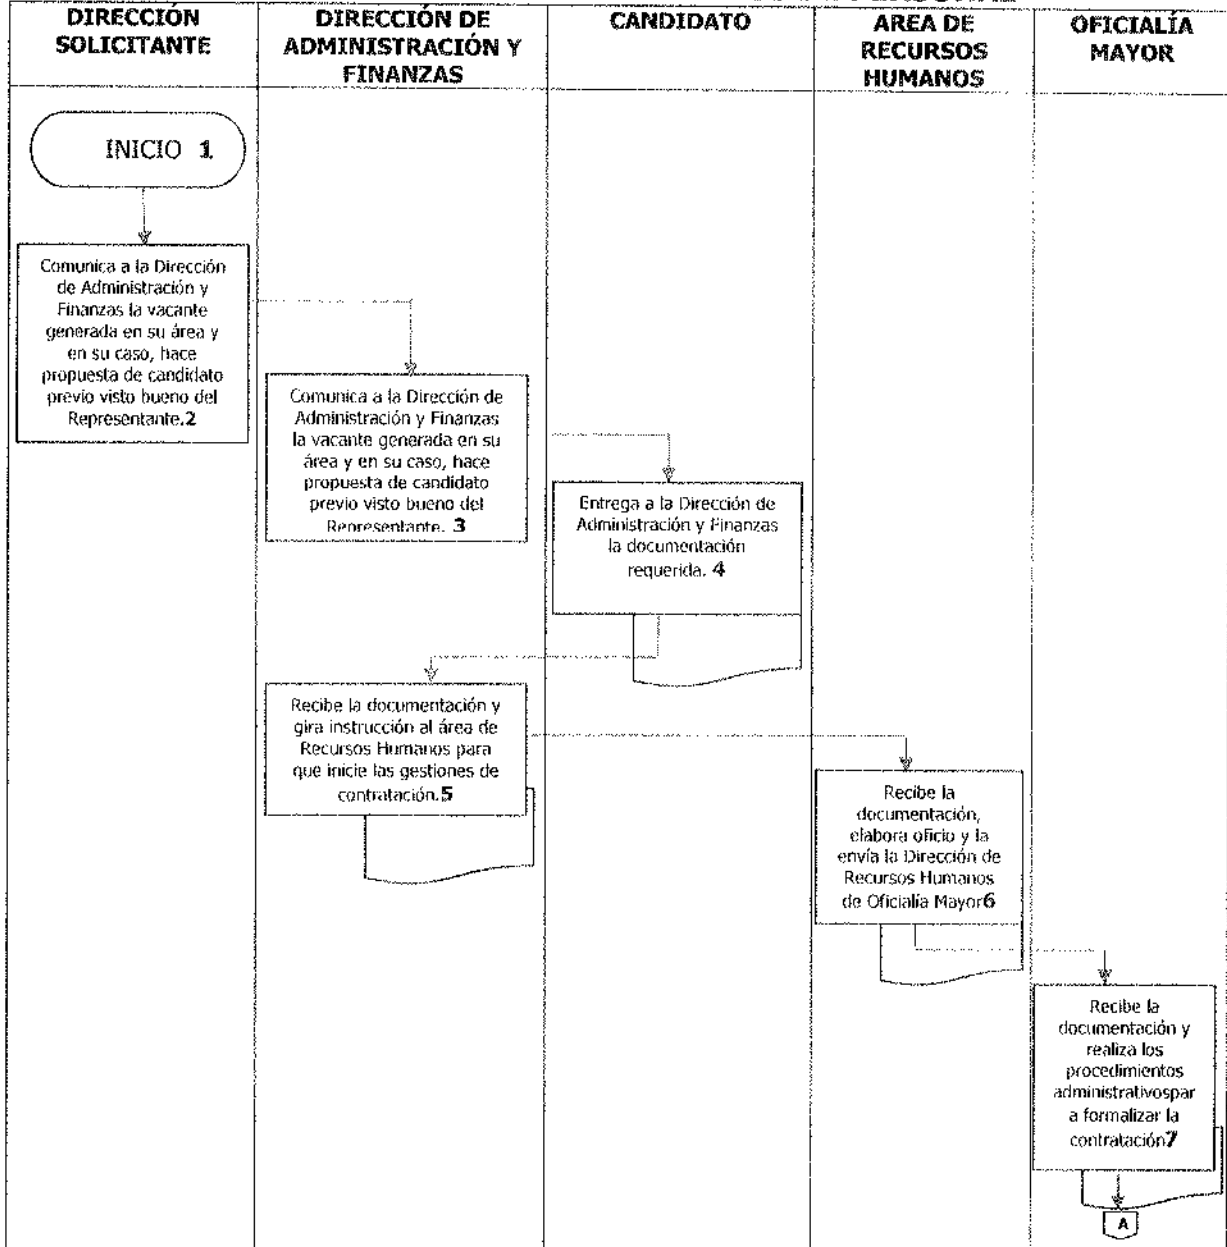 DIRECCIÓN
SOLICITANTE
DIRECCIÓN DE
ADMINISTRACIÓN Y
FINANZAS
CANDIDATO
AREA DE
RECURSOS
HUMANOS
OFICIALÍA
MAYOR
INICIO 1
Comunica a la Dirección
de Administración y
Finanzas la vacante
generada en su área y
en su caso, hace
propuesta de candidato
previo visto bueno del
Representante.2
Comunica a la Dirección de
Administración y Finanzas
la vacante generada en su
área y en su caso, hace
propuesta de candidato
previo visto bueno del
Representante. 3
Entrega a la Dirección de
Administración y Finanzas
la documentación
requerida. 4
Recibe la documentación y
gira instrucción al área de
Recursos Humanos para
que inicie las gestiones de
contratación.5
Recibe la
documentación,
elabora oficio y la
envía la Dirección de
Recursos Humanos
de Oficialía Mayor6
Recibe la
documentación y
realiza los
procedimientos
administrativospar
a formalizar la
contratación7
A